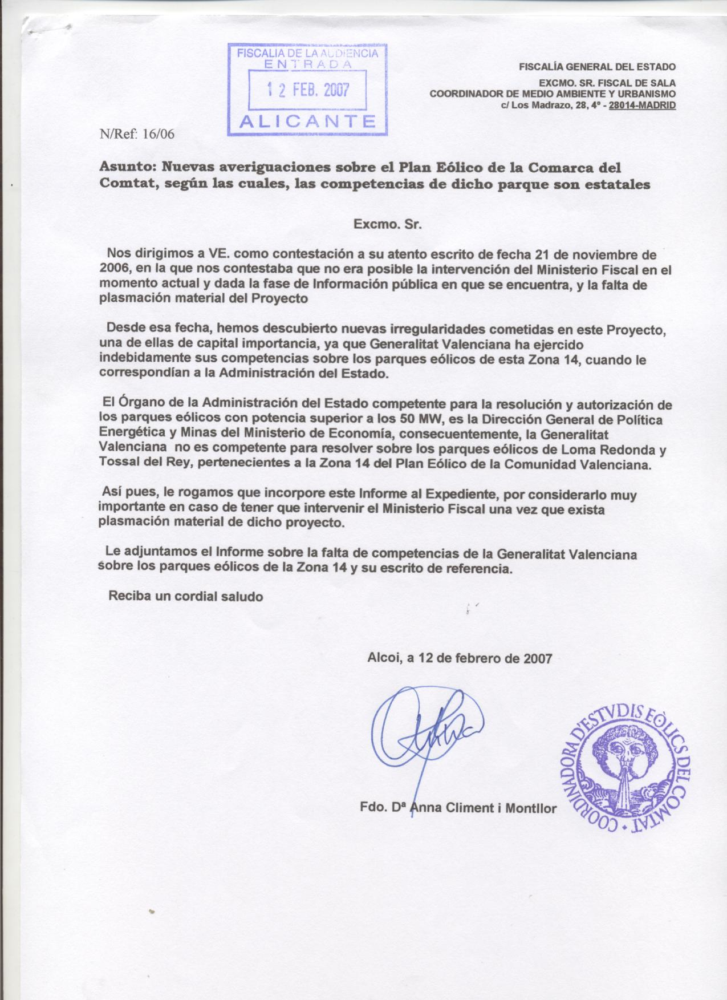 FISCALIA DE LA AUDIENCIA
ENTRADA
12 FEB. 2007
ALICANTE
FISCALÍA GENERAL DEL ESTADO
EXCMO. SR. FISCAL DE SALA
COORDINADOR DE MEDIO AMBIENTE Y URBANISMO
c/ Los Madrazo, 28, 4º - 28014-MADRID
N/Ref: 16/06
Asunto: Nuevas averiguaciones sobre el Plan Eólico de la Comarca del
Comtat, según las cuales, las competencias de dicho parque son estatales
Excmo. Sr.
Nos dirigimos a VE. como contestación a su atento escrito de fecha 21 de noviembre de
2006, en la que nos contestaba que no era posible la intervención del Ministerio Fiscal en el
momento actual y dada la fase de Información pública en que se encuentra, y la falta de
plasmación material del Proyecto
Desde esa fecha, hemos descubierto nuevas irregularidades cometidas en este Proyecto,
una de ellas de capital importancia, ya que Generalitat Valenciana ha ejercido
indebidamente sus competencias sobre los parques eólicos de esta Zona 14, cuando le
correspondían a la Administración del Estado.
El Órgano de la Administración del Estado competente para la resolución y autorización de
los parques eólicos con potencia superior a los 50 MW, es la Dirección General de Política
Energética y Minas del Ministerio de Economía, consecuentemente, la Generalitat
Valenciana no es competente para resolver sobre los parques eólicos de Loma Redonda y
Tossal del Rey, pertenecientes a la Zona 14 del Plan Eólico de la Comunidad Valenciana.
Así pues, le rogamos que incorpore este Informe al Expediente, por considerarlo muy
importante en caso de tener que intervenir el Ministerio Fiscal una vez que exista
plasmación material de dicho proyecto.
Le adjuntamos el Informe sobre la falta de competencias de la Generalitat Valenciana
sobre los parques eólicos de la Zona 14 y su escrito de referencia.
Reciba un cordial saludo
Alcoi, a 12 de febrero de 2007
Fdo. Dª Anna Climent i Montllor
COORDINADORA D'ESTVDIS EÒLICS DEL COMTAT